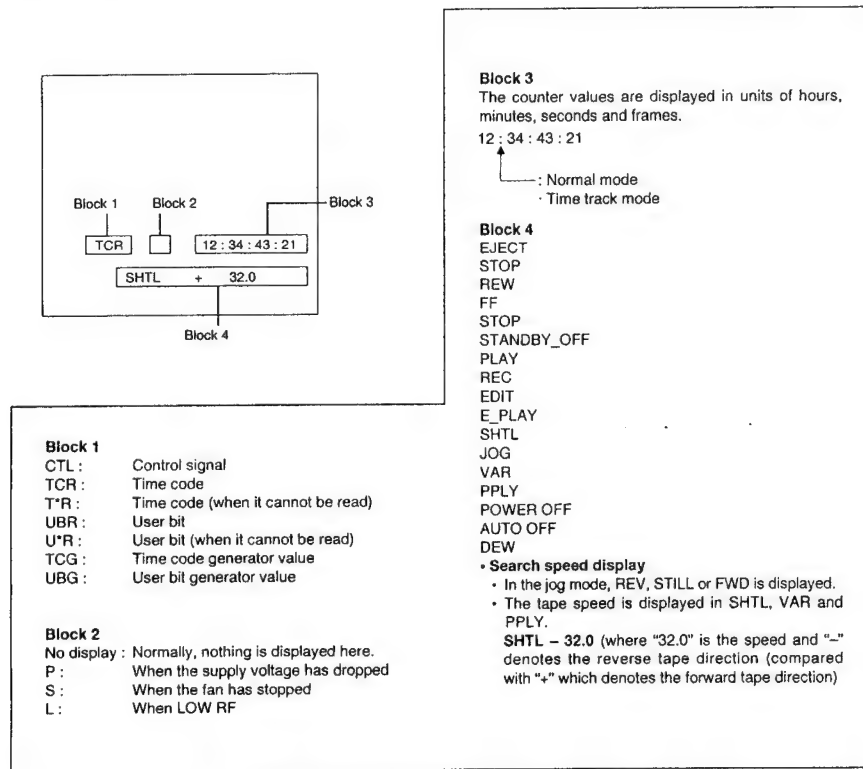 Block 1 Block 2 Block 3
TCR 12 : 34 : 43 : 21
SHTL + 32.0
Block 4
Block 1
CTL : Control signal
TCR : Time code
T*R : Time code (when it cannot be read)
UBR : User bit
U*R : User bit (when it cannot be read)
TCG : Time code generator value
UBG : User bit generator value
Block 2
No display : Normally, nothing is displayed here.
P : When the supply voltage has dropped
S : When the fan has stopped
L : When LOW RF
Block 3
The counter values are displayed in units of hours,
minutes, seconds and frames.
12 : 34 : 43 : 21
: Normal mode
· Time track mode
Block 4
EJECT
STOP
REW
FF
STOP
STANDBY_OFF
PLAY
REC
EDIT
E_PLAY
SHTL
JOG
VAR
PPLY
POWER OFF
AUTO OFF
DEW
• Search speed display
• In the jog mode, REV, STILL or FWD is displayed.
• The tape speed is displayed in SHTL, VAR and
PPLY.
SHTL – 32.0 (where "32.0" is the speed and "–"
denotes the reverse tape direction (compared
with "+" which denotes the forward tape direction)